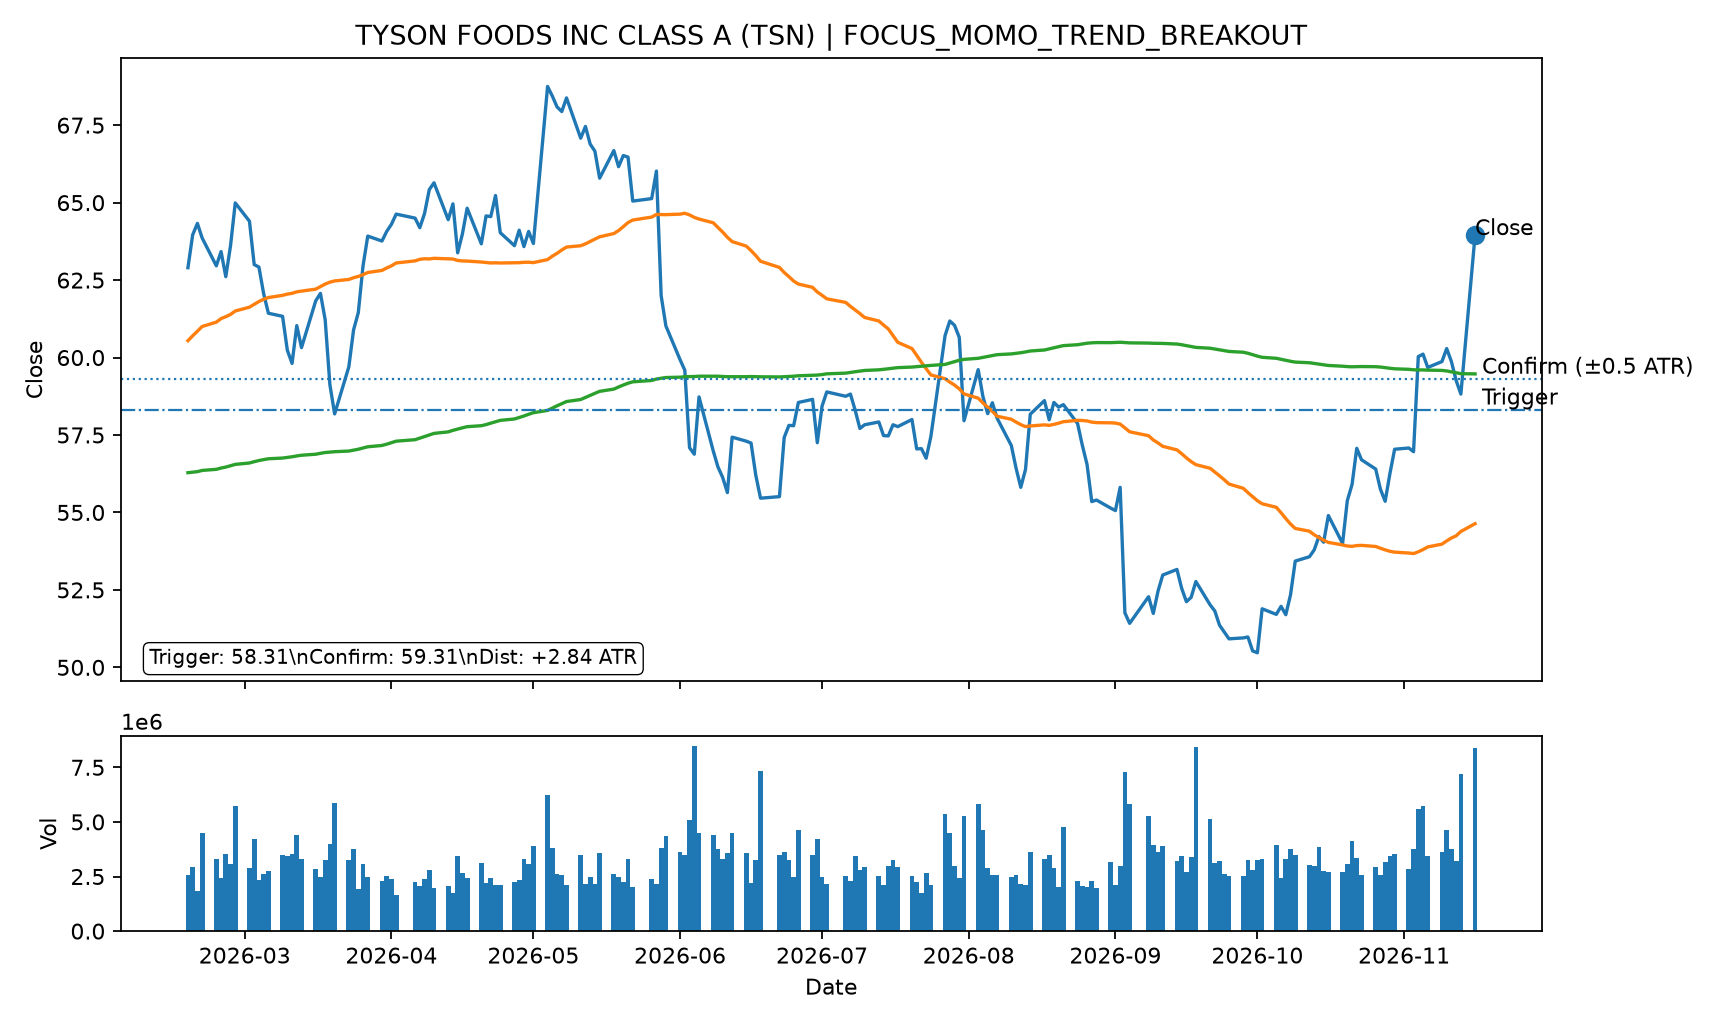 TYSON FOODS INC CLASS A (TSN) | FOCUS_MOMO_TREND_BREAKOUT
Close
67.5
65.0
62.5
60.0
57.5
55.0
52.5
50.0
Close
Confirm (±0.5 ATR)
Trigger
Trigger: 58.31\nConfirm: 59.31\nDist: +2.84 ATR
1e6
Vol
7.5
5.0
2.5
0.0
2026-03 2026-04 2026-05 2026-06 2026-07 2026-08 2026-09 2026-10 2026-11
Date